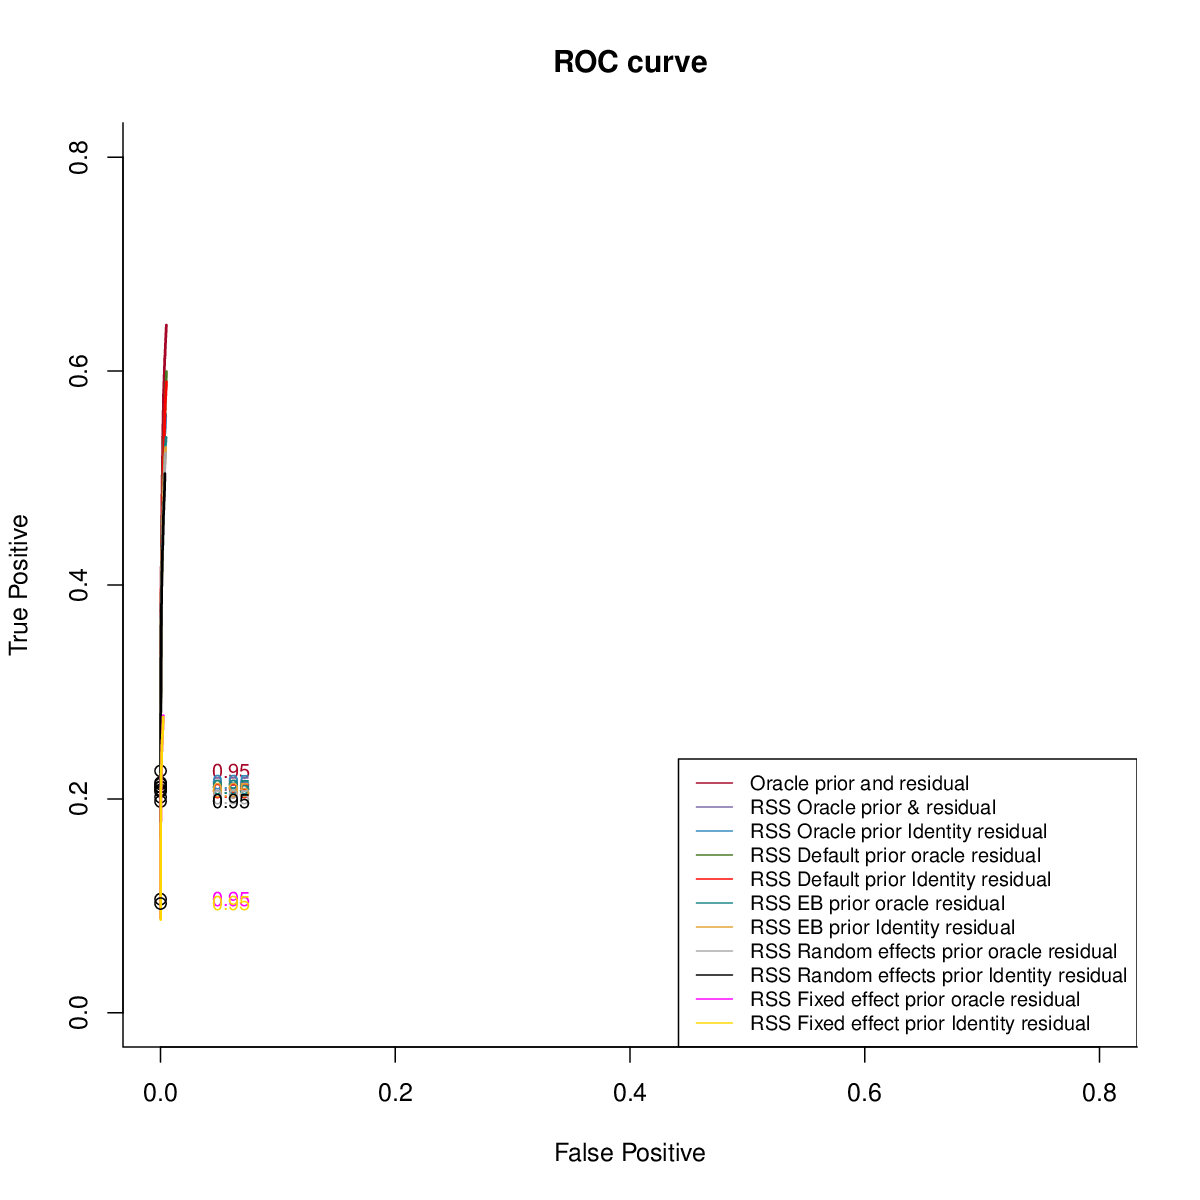 ROC curve
True Positive
0.8
0.6
0.4
0.2
0.0
0.95
0.95
0.95
0.95
Oracle prior and residual
RSS Oracle prior & residual
RSS Oracle prior Identity residual
RSS Default prior oracle residual
RSS Default prior Identity residual
RSS EB prior oracle residual
RSS EB prior Identity residual
RSS Random effects prior oracle residual
RSS Random effects prior Identity residual
RSS Fixed effect prior oracle residual
RSS Fixed effect prior Identity residual
0.0 0.2 0.4 0.6 0.8
False Positive